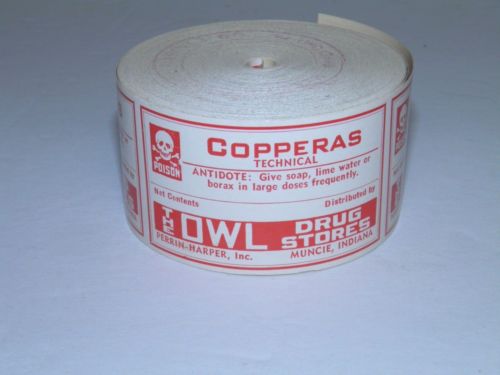 COPPERAS
TECHNICAL
POISON
ANTIDOTE: Give soap, lime water or
borax in large doses frequently.
Net Contents
Distributed by
THE OWL DRUG STORES
PERRIN-HARPER, Inc. MUNCIE, INDIANA